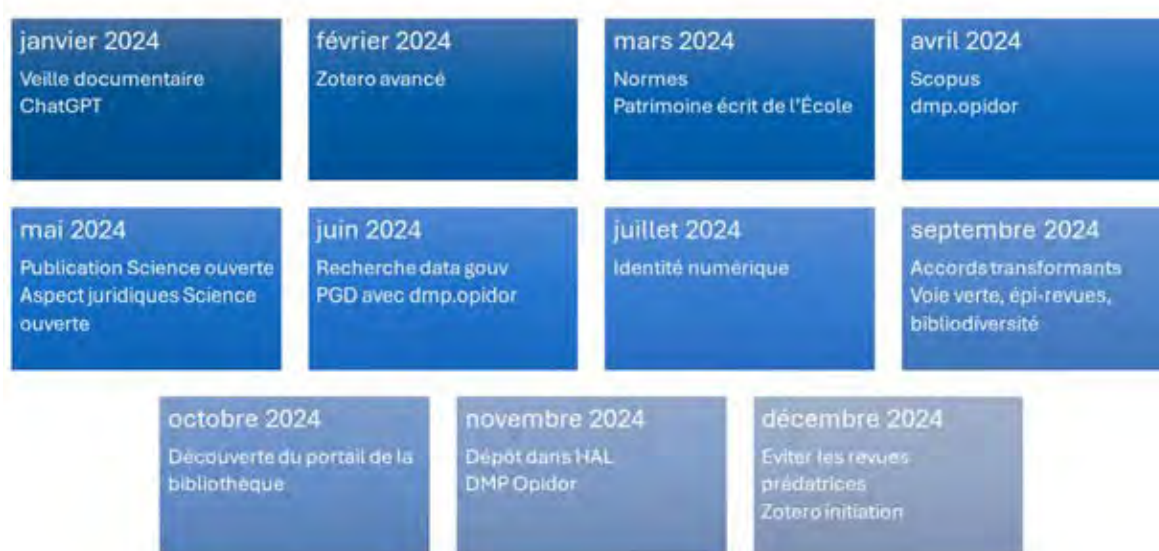 janvier 2024
Veille documentaire
ChatGPT
février 2024
Zotero avancé
mars 2024
Normes
Patrimoine écrit de l'École
avril 2024
Scopus
dmp.opidor
mai 2024
Publication Science ouverte
Aspect juridiques Science
ouverte
juin 2024
Recherche data gouv
PGD avec dmp.opidor
juillet 2024
Identité numérique
septembre 2024
Accords transformants
Voie verte, épi-revues,
bibliodiversité
octobre 2024
Découverte du portail de la
bibliothèque
novembre 2024
Dépôt dans HAL
DMP Opidor
décembre 2024
Eviter les revues
prédatrices
Zotero initiation